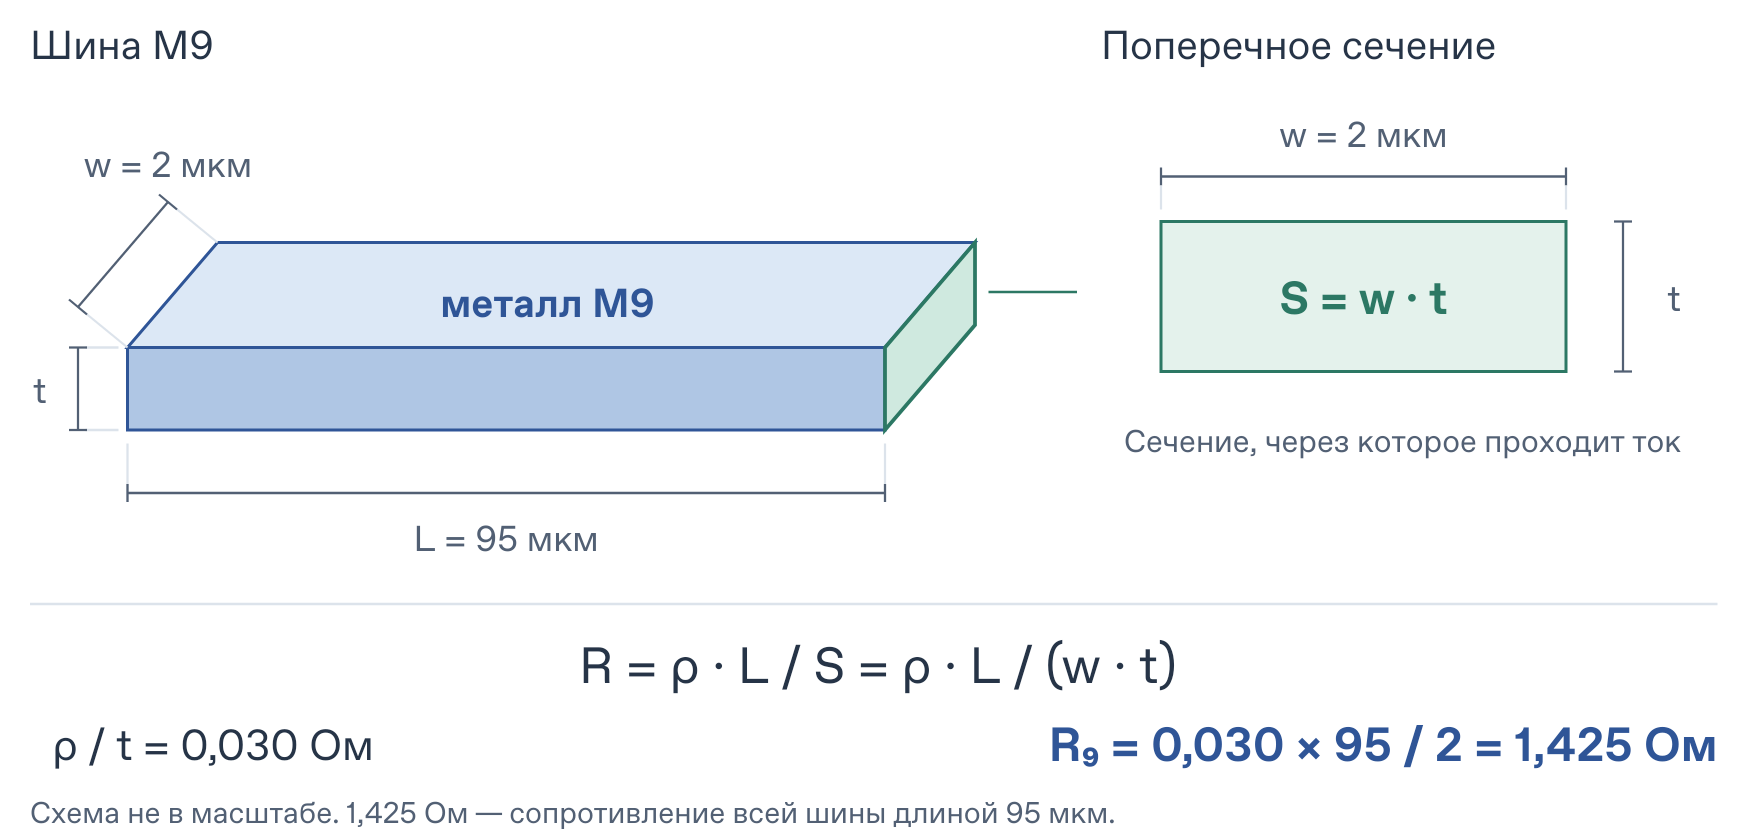 Шина M9
Поперечное сечение
w = 2 мкм
w = 2 мкм
металл M9
S = w · t
t
t
Сечение, через которое проходит ток
L = 95 мкм
R = ρ · L / S = ρ · L / (w · t)
ρ / t = 0,030 Ом
R₉ = 0,030 × 95 / 2 = 1,425 Ом
Схема не в масштабе. 1,425 Ом — сопротивление всей шины длиной 95 мкм.